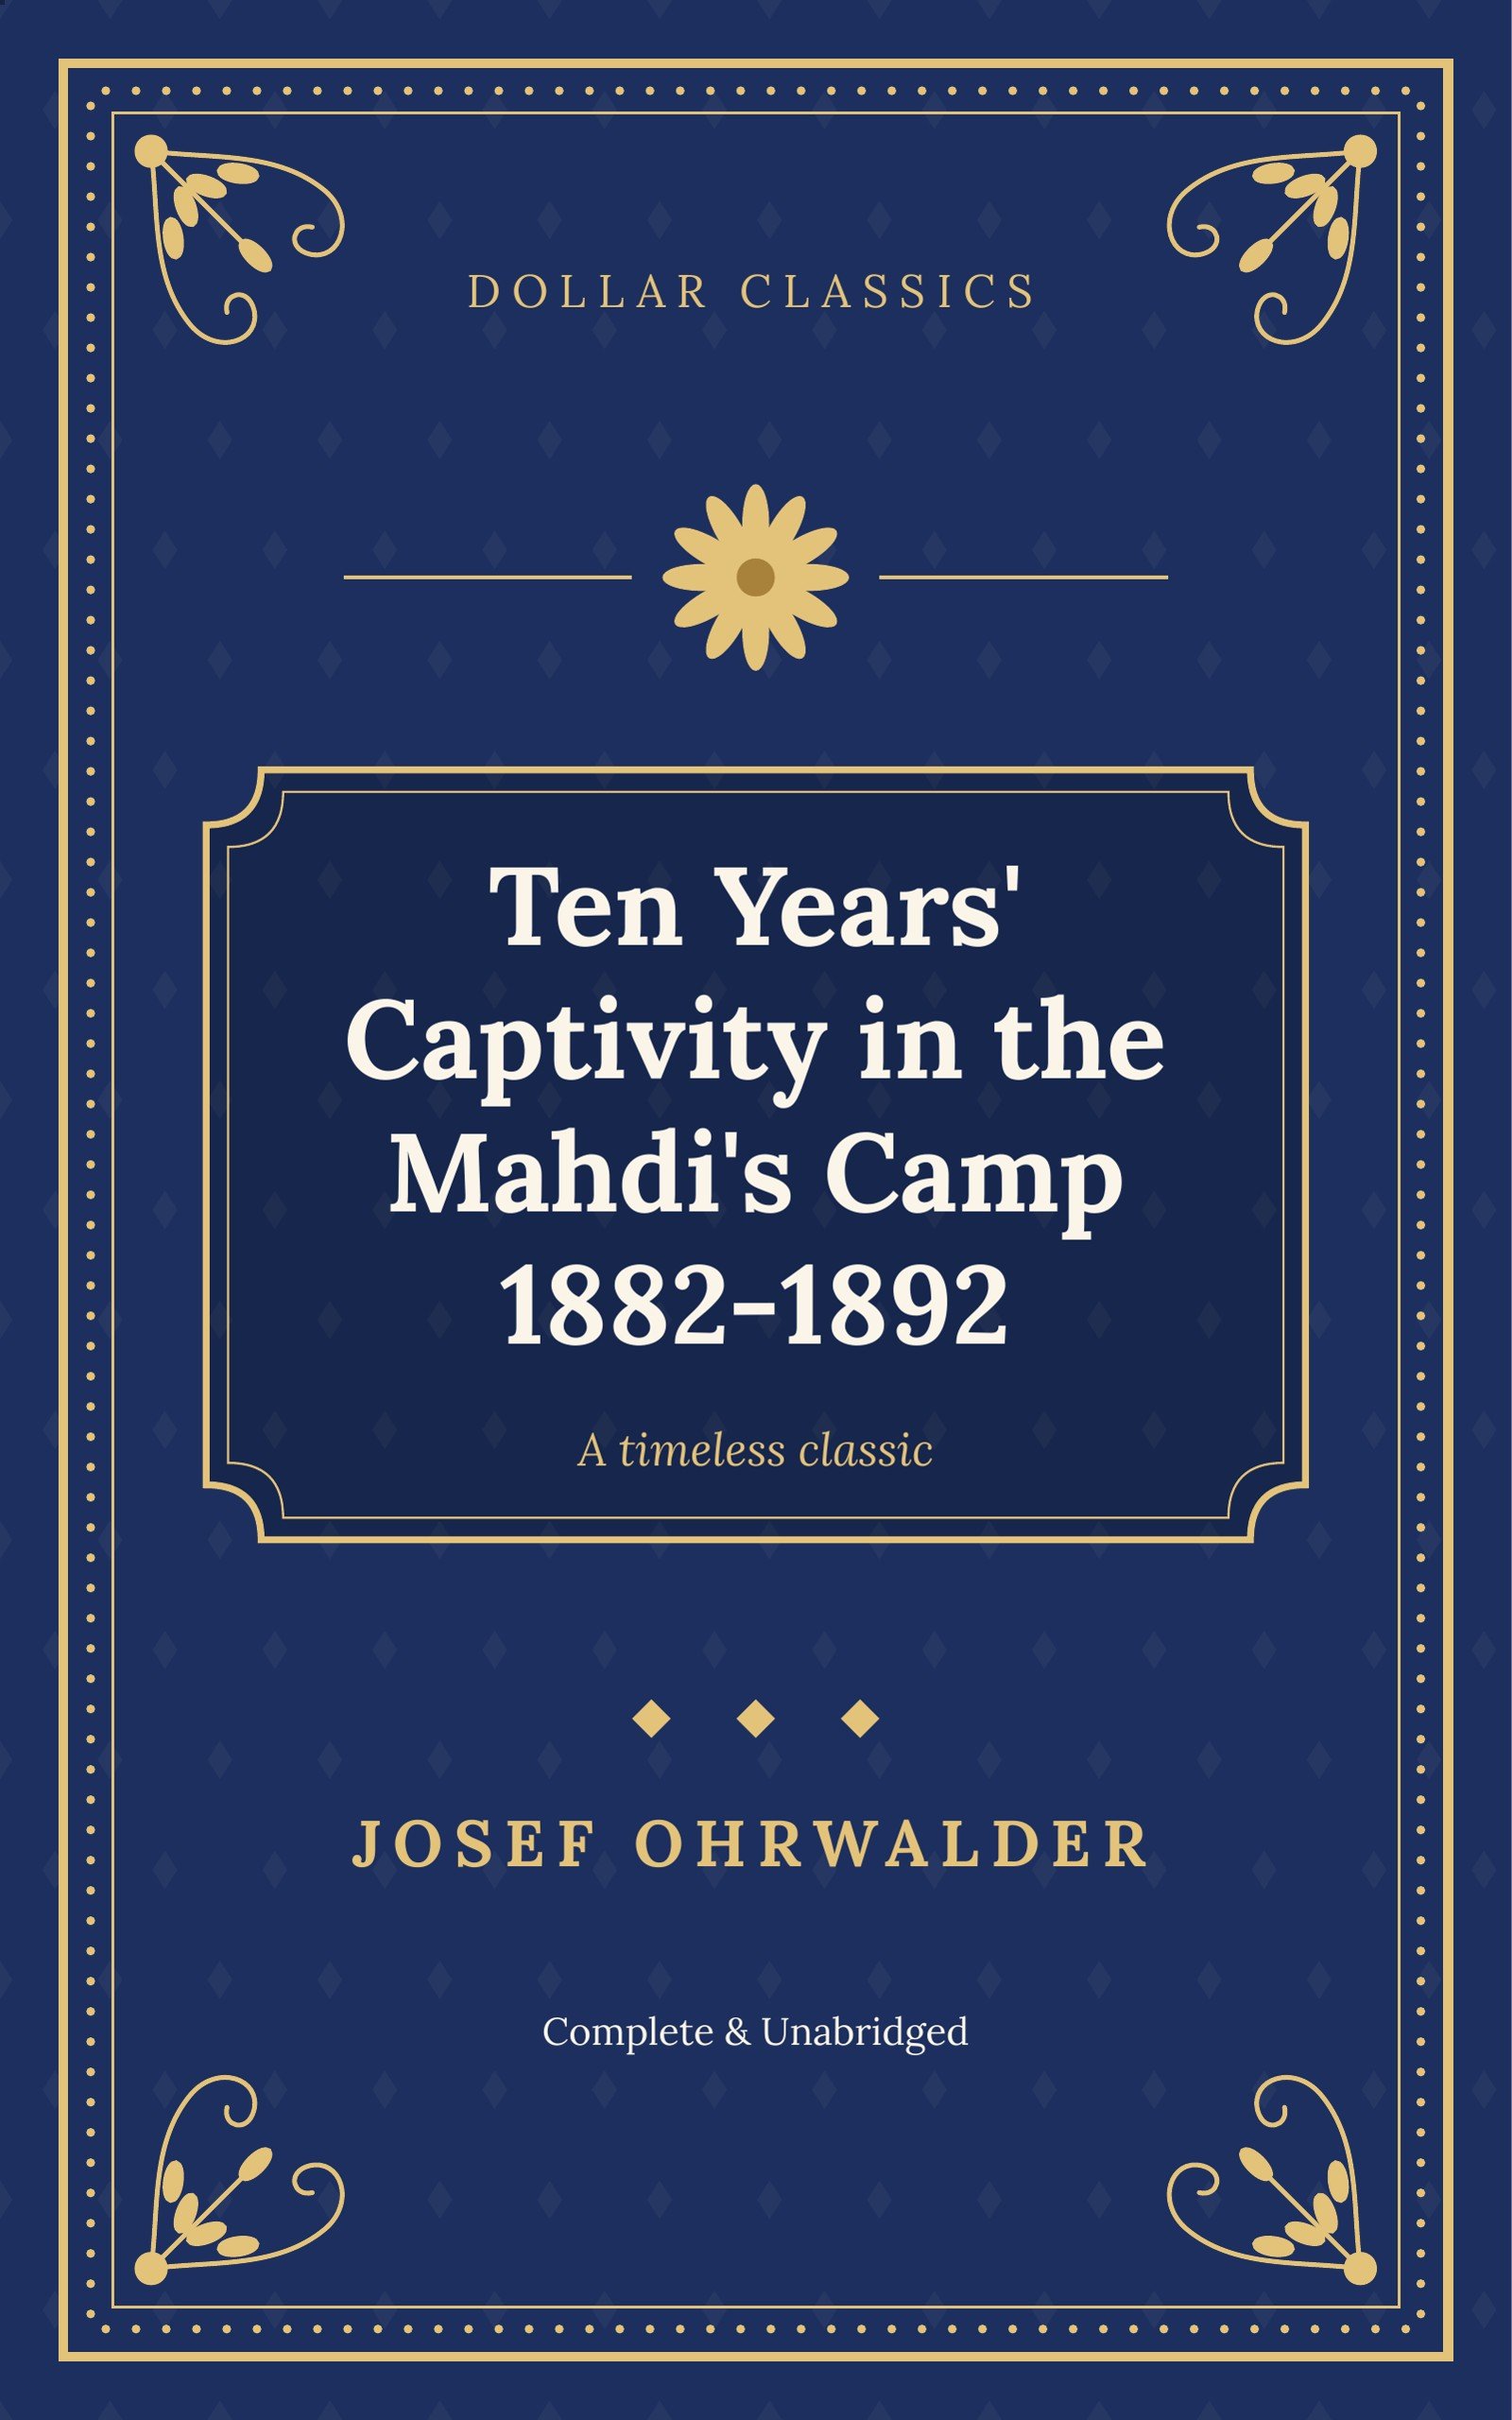 DOLLAR CLASSICS
Ten Years'
Captivity in the
Mahdi's Camp
1882–1892
A timeless classic
JOSEF OHRWALDER
Complete & Unabridged